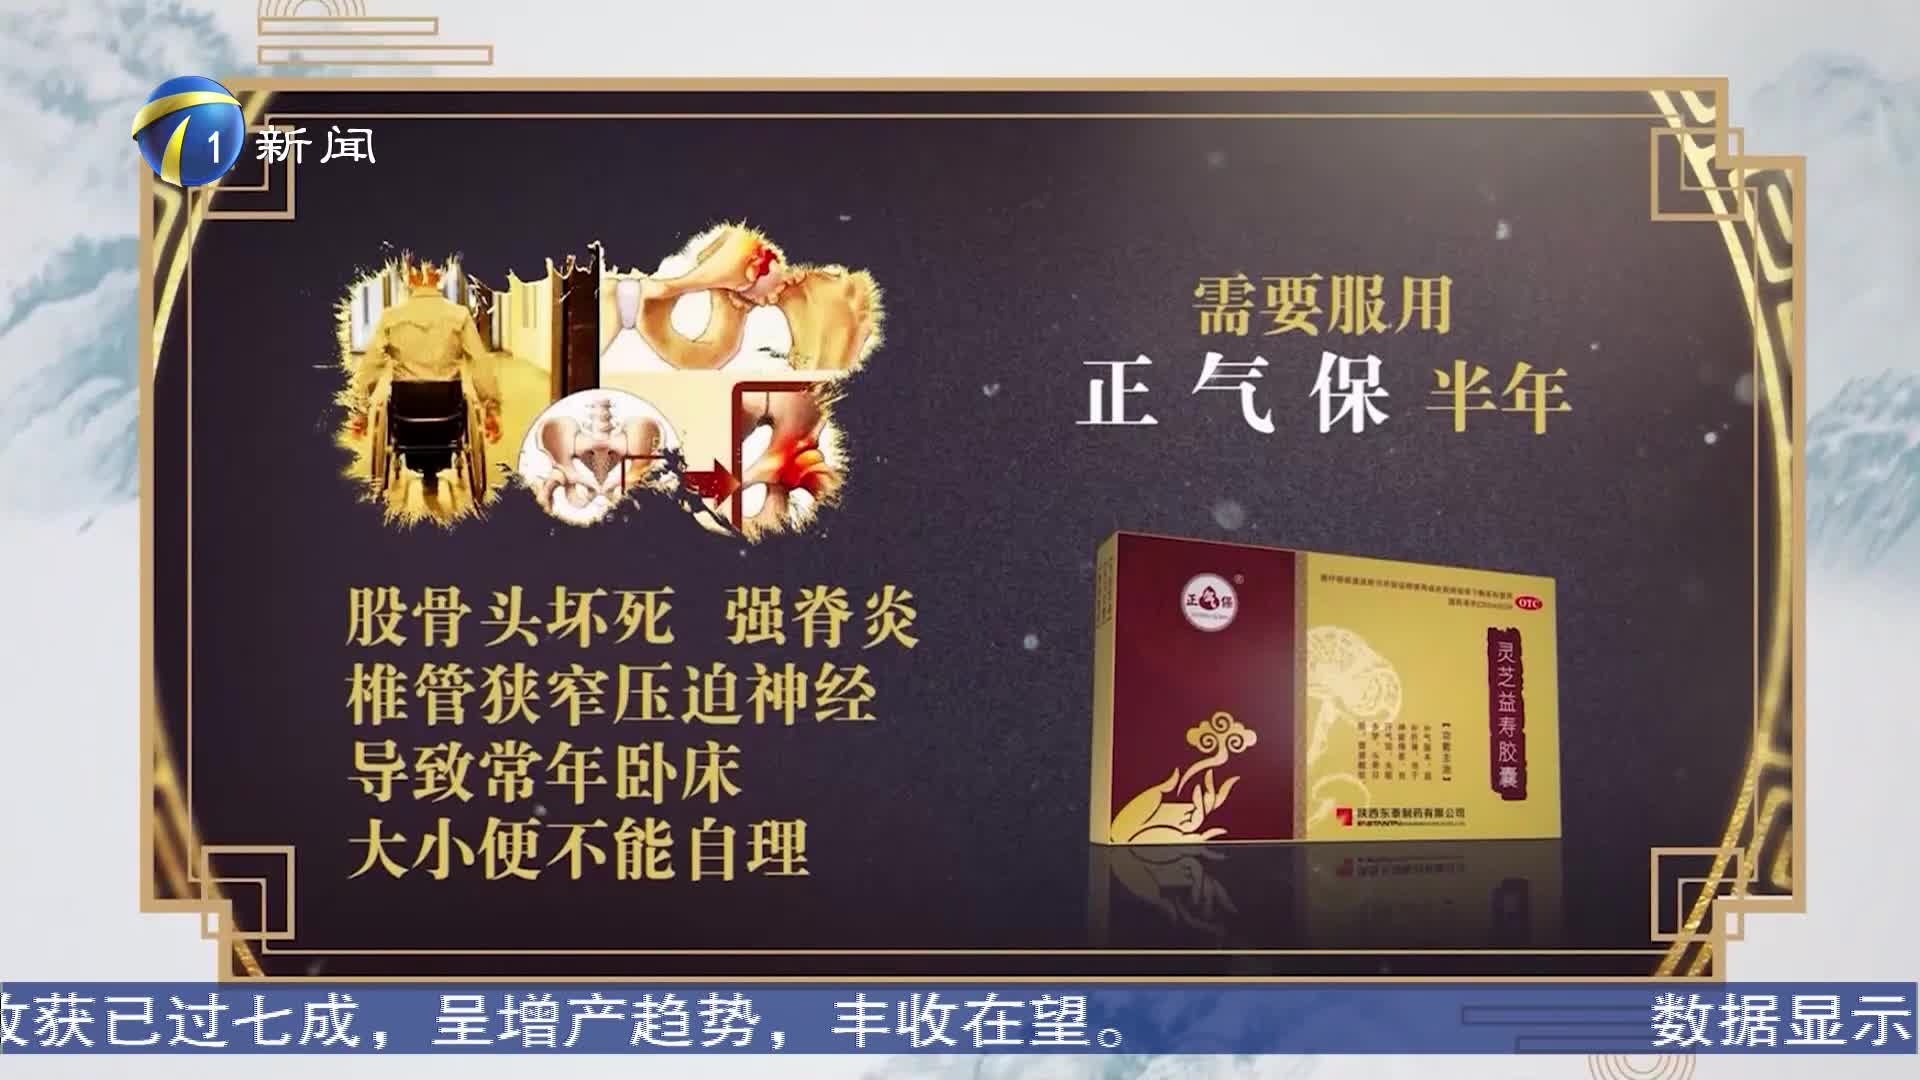 1 新闻
需要服用
正气保 半年
股骨头坏死 强脊炎
椎管狭窄压迫神经
导致常年卧床
大小便不能自理
正气保
OTC
灵芝益寿胶囊
【功能主治】
陕西东泰制药有限公司
收获已过七成，呈增产趋势，丰收在望。 数据显示